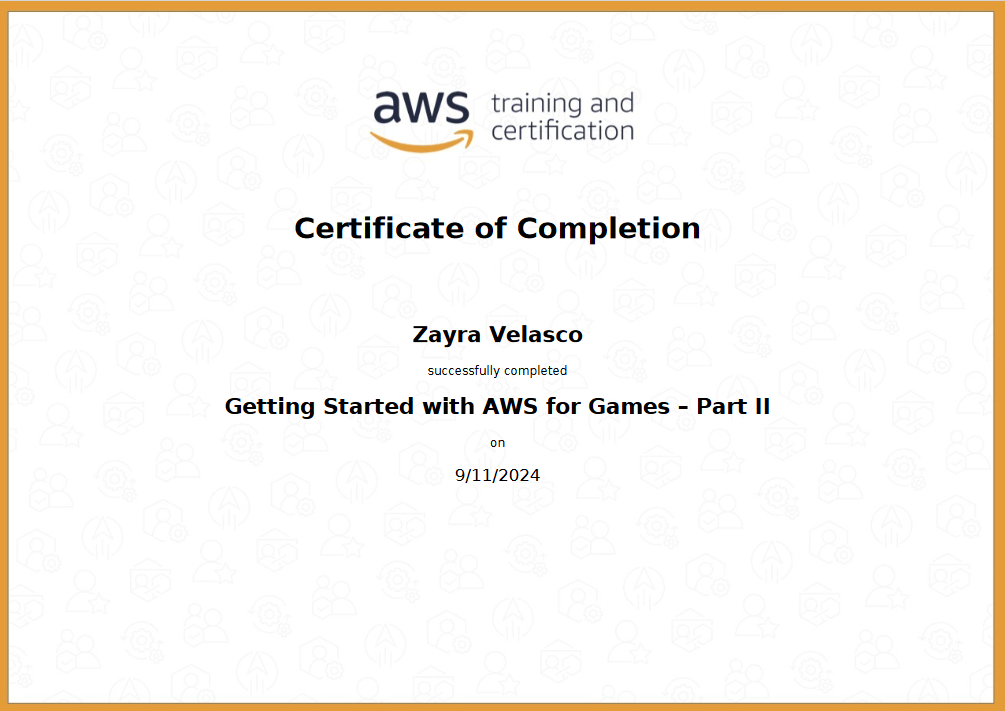 aws training and
certification
Certificate of Completion
Zayra Velasco
successfully completed
Getting Started with AWS for Games – Part II
on
9/11/2024